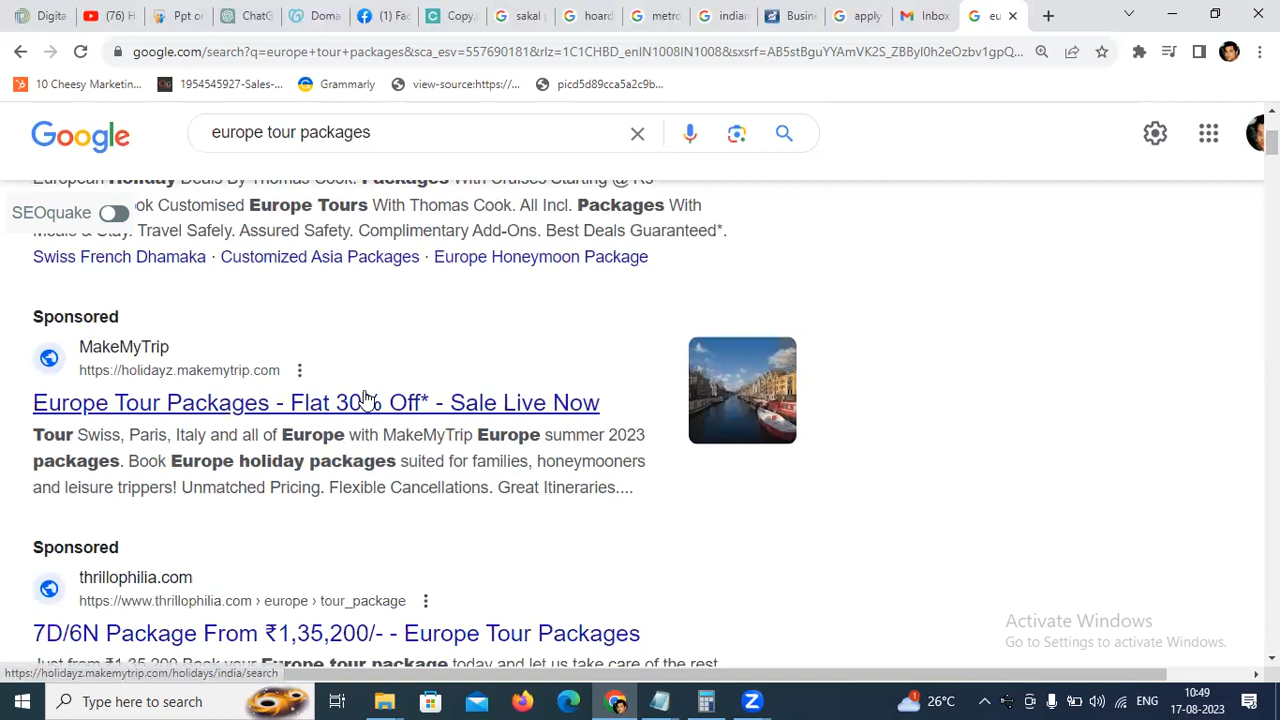 Digita
(76) H
Ppt or
ChatG
Doma
(1) Fac
Copy.
sakal
hoard
metro
indian
Busine
apply
Inbox
eu
google.com/search?q=europe+tour+packages&sca_esv=557690181&rlz=1C1CHBD_enIN1008IN1008&sxsrf=AB5stBguYYAmVK2S_ZBByI0h2eOzbv1gpQ...
10 Cheesy Marketin...
1954545927-Sales-...
Grammarly
view-source:https://...
picd5d89cca5a2c9b...
Google
europe tour packages
European Holiday Deals By Thomas Cook. Packages With Cruises Starting @ Rs
SEOquake
ook Customised Europe Tours With Thomas Cook. All Incl. Packages With
Meals & Stay. Travel Safely. Assured Safety. Complimentary Add-Ons. Best Deals Guaranteed*.
Swiss French Dhamaka · Customized Asia Packages · Europe Honeymoon Package
Sponsored
MakeMyTrip
https://holidayz.makemytrip.com
Europe Tour Packages - Flat 30% Off* - Sale Live Now
Tour Swiss, Paris, Italy and all of Europe with MakeMyTrip Europe summer 2023
packages. Book Europe holiday packages suited for families, honeymooners
and leisure trippers! Unmatched Pricing. Flexible Cancellations. Great Itineraries....
Sponsored
thrillophilia.com
https://www.thrillophilia.com › europe › tour_package
7D/6N Package From ₹1,35,200/- - Europe Tour Packages
Just from ₹1,35,200 Book your Europe tour package today and let us take care of the rest
Activate Windows
Go to Settings to activate Windows.
https://holidayz.makemytrip.com/holidays/india/search
Type here to search
26°C
ENG
10:49
17-08-2023